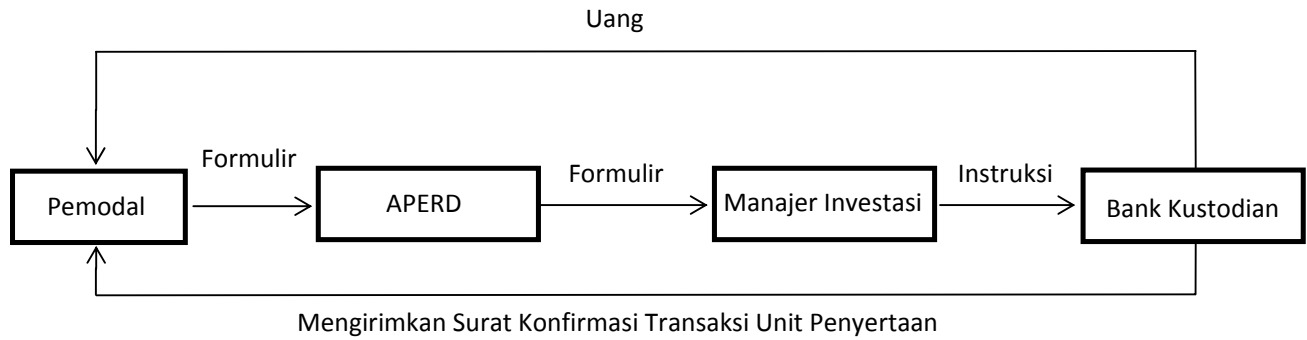 Uang
Formulir
Formulir
Instruksi
Pemodal
APERD
Manajer Investasi
Bank Kustodian
Mengirimkan Surat Konfirmasi Transaksi Unit Penyertaan